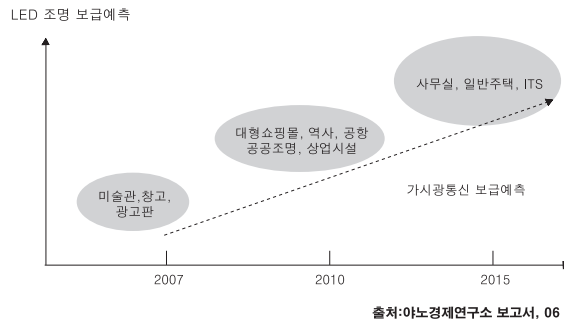 LED 조명 보급예측
사무실, 일반주택, ITS
대형쇼핑몰, 역사, 공항
공공조명, 상업시설
미술관,창고,
광고판
가시광통신 보급예측
2007
2010
2015
출처:야노경제연구소 보고서, 06